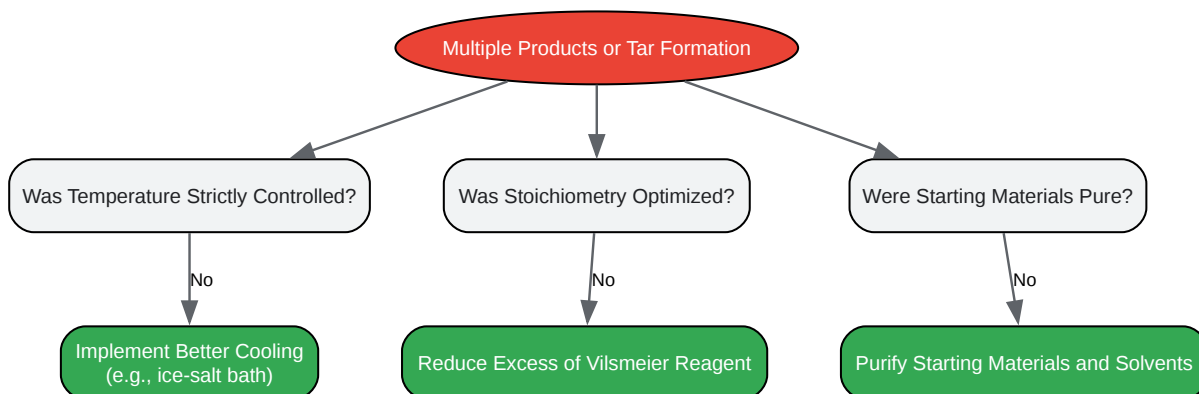 Multiple Products or Tar Formation
Was Temperature Strictly Controlled?
Was Stoichiometry Optimized?
Were Starting Materials Pure?
No
No
No
Implement Better Cooling
(e.g., ice-salt bath)
Reduce Excess of Vilsmeier Reagent
Purify Starting Materials and Solvents